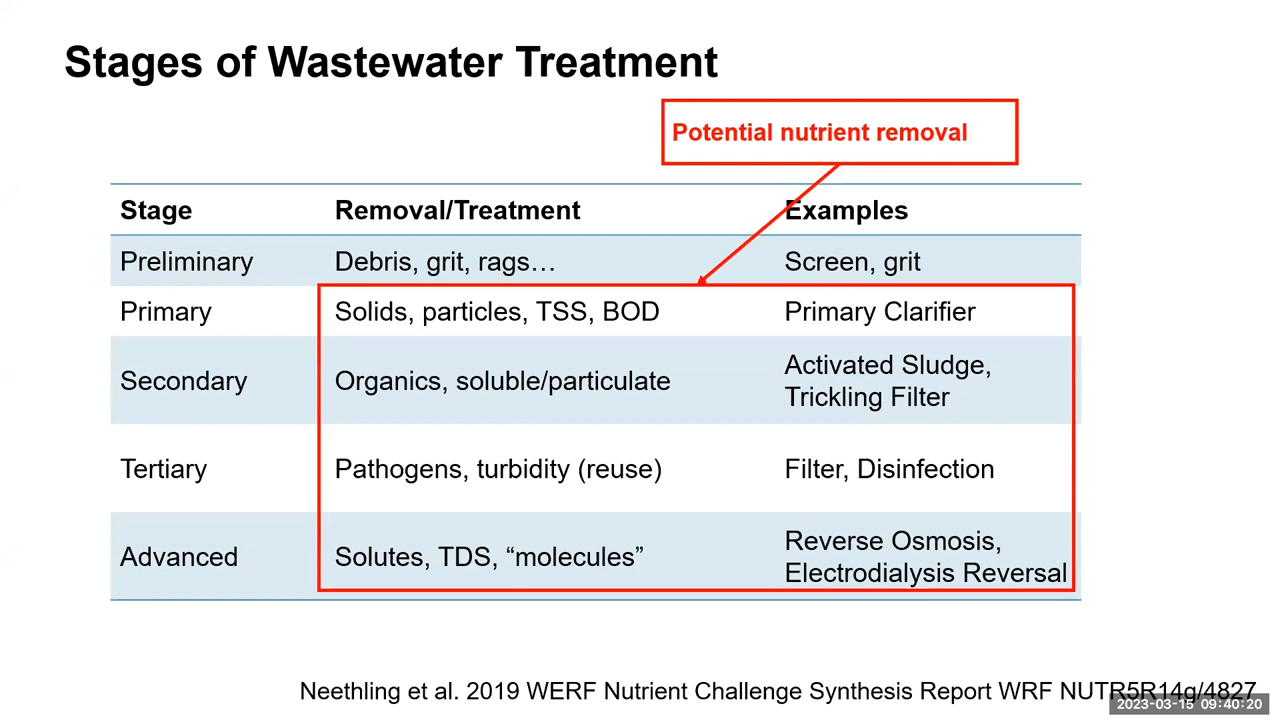 Stages of Wastewater Treatment
Potential nutrient removal
Stage Removal/Treatment Examples
Preliminary Debris, grit, rags… Screen, grit
Primary Solids, particles, TSS, BOD Primary Clarifier
Secondary Organics, soluble/particulate Activated Sludge,
Trickling Filter
Tertiary Pathogens, turbidity (reuse) Filter, Disinfection
Advanced Solutes, TDS, “molecules” Reverse Osmosis,
Electrodialysis Reversal
Neethling et al. 2019 WERF Nutrient Challenge Synthesis Report WRF NUTR5R14g/4827
2023-03-15 09:40:20